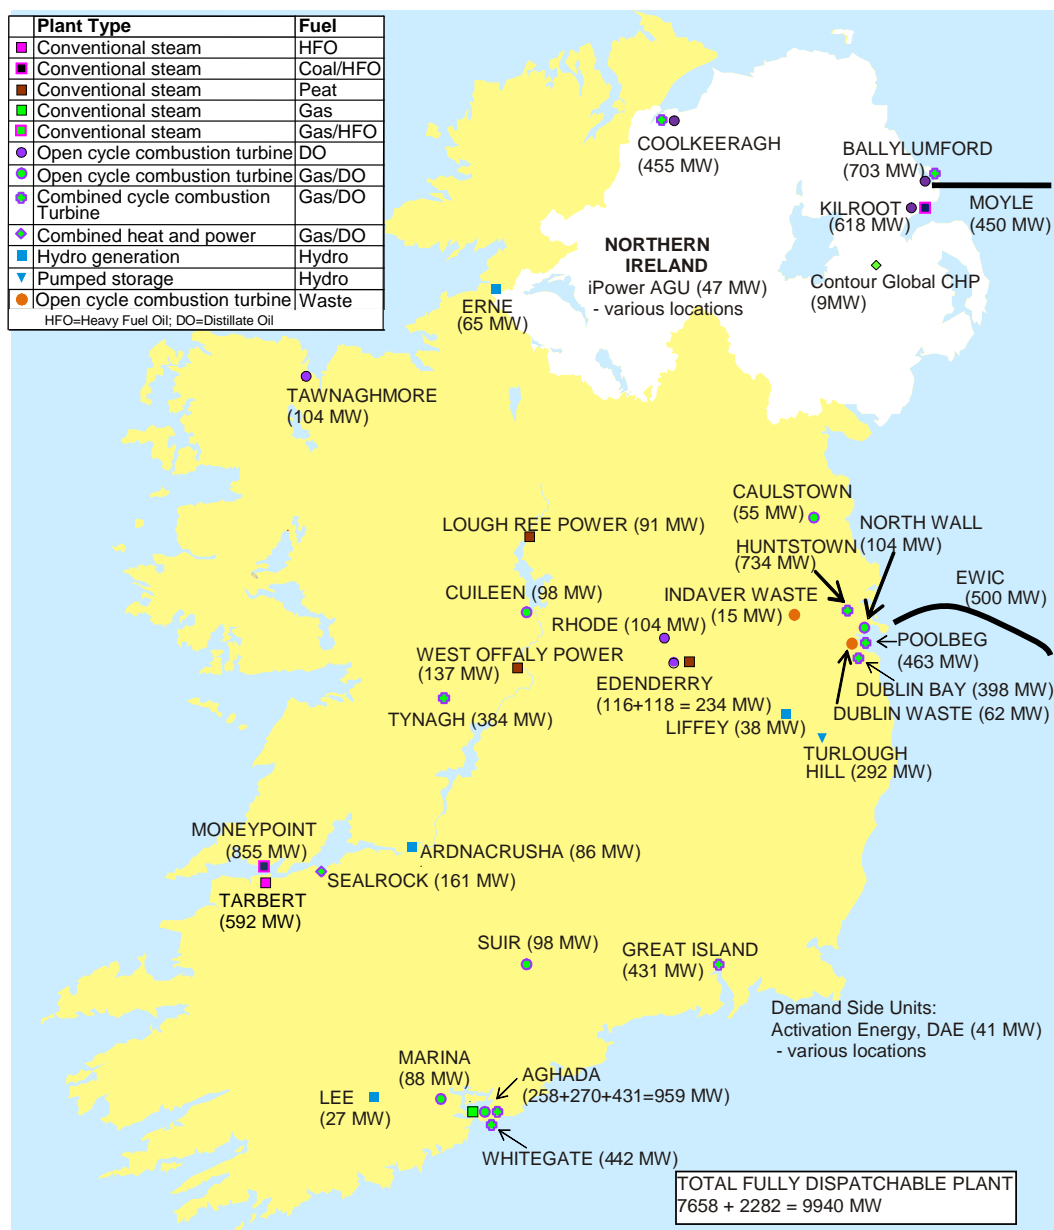 Plant Type Fuel
Conventional steam HFO
Conventional steam Coal/HFO
Conventional steam Peat
Conventional steam Gas
Conventional steam Gas/HFO
Open cycle combustion turbine DO
Open cycle combustion turbine Gas/DO
Combined cycle combustion Gas/DO
Turbine
Combined heat and power Gas/DO
Hydro generation Hydro
Pumped storage Hydro
Open cycle combustion turbine Waste
HFO=Heavy Fuel Oil; DO=Distillate Oil
COOLKEERAGH
(455 MW)
BALLYLUMFORD
(703 MW)
MOYLE
(450 MW)
KILROOT
(618 MW)
NORTHERN
IRELAND
iPower AGU (47 MW)
- various locations
Contour Global CHP
(9MW)
ERNE
(65 MW)
TAWNAGHMORE
(104 MW)
CAULSTOWN
(55 MW)
NORTH WALL
(104 MW)
LOUGH REE POWER (91 MW)
HUNTSTOWN
(734 MW)
EWIC
(500 MW)
CUILEEN (98 MW)
INDAVER WASTE
(15 MW)
RHODE (104 MW)
POOLBEG
(463 MW)
WEST OFFALY POWER
(137 MW)
EDENDERRY
(116+118 = 234 MW)
DUBLIN BAY (398 MW)
DUBLIN WASTE (62 MW)
TYNAGH (384 MW)
LIFFEY (38 MW)
TURLOUGH
HILL (292 MW)
MONEYPOINT
(855 MW)
ARDNACRUSHA (86 MW)
SEALROCK (161 MW)
TARBERT
(592 MW)
SUIR (98 MW)
GREAT ISLAND
(431 MW)
Demand Side Units:
Activation Energy, DAE (41 MW)
- various locations
MARINA
(88 MW)
AGHADA
(258+270+431=959 MW)
LEE
(27 MW)
WHITEGATE (442 MW)
TOTAL FULLY DISPATCHABLE PLANT
7658 + 2282 = 9940 MW